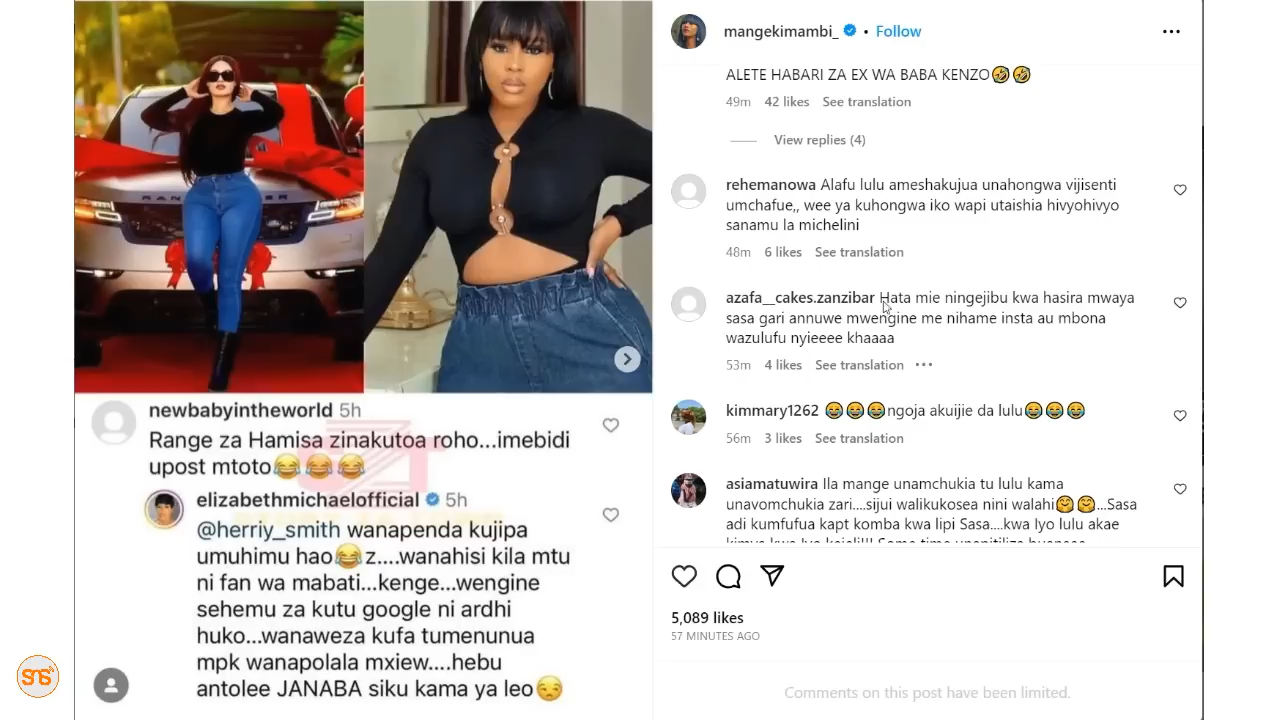 RANGE ROVER
newbabyintheworld 5h
Range za Hamisa zinakutoa roho...imebidi
upost mtoto😂😂😂
elizabethmichaelofficial 5h
@herriy_smith wanapenda kujipa
umuhimu hao😂z....wanahisi kila mtu
ni fan wa mabati...kenge...wengine
sehemu za kutu google ni ardhi
huko...wanaweza kufa tumenunua
mpk wanapolala mxiew....hebu
antolee JANABA siku kama ya leo😒
SNS
mangekimambi_ • Follow
ALETE HABARI ZA EX WA BABA KENZO🤣🤣
49m 42 likes See translation
View replies (4)
rehemanowa Alafu lulu ameshakujua unahongwa vijisenti
umchafue,, wee ya kuhongwa iko wapi utaishia hivyohivyo
sanamu la michelini
48m 6 likes See translation
azafa__cakes.zanzibar Hata mie ningejibu kwa hasira mwaya
sasa gari annuwe mwengine me nihame insta au mbona
wazulufu nyieeee khaaaa
53m 4 likes See translation
kimmary1262 😂😂😂ngoja akuijie da lulu😂😂😂
56m 3 likes See translation
asiamatuwira Ila mange unamchukia tu lulu kama
unavomchukia zari....sijui walikukosea nini walahi🤗🤗...Sasa
adi kumfufua kapt komba kwa lipi Sasa....kwa Iyo lulu akae
5,089 likes
57 MINUTES AGO
Comments on this post have been limited.